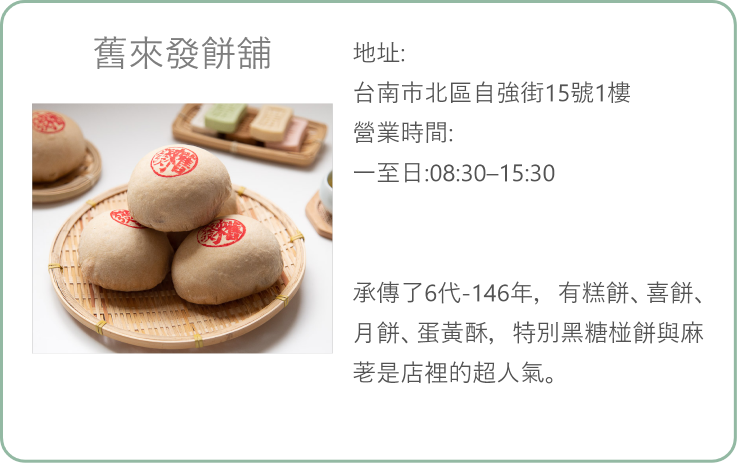 舊來發餅舖
地址:
台南市北區自強街15號1樓
營業時間:
一至日:08:30–15:30
承傳了6代-146年，有糕餅、喜餅、
月餅、蛋黃酥，特別黑糖椪餅與麻
荖是店裡的超人氣。